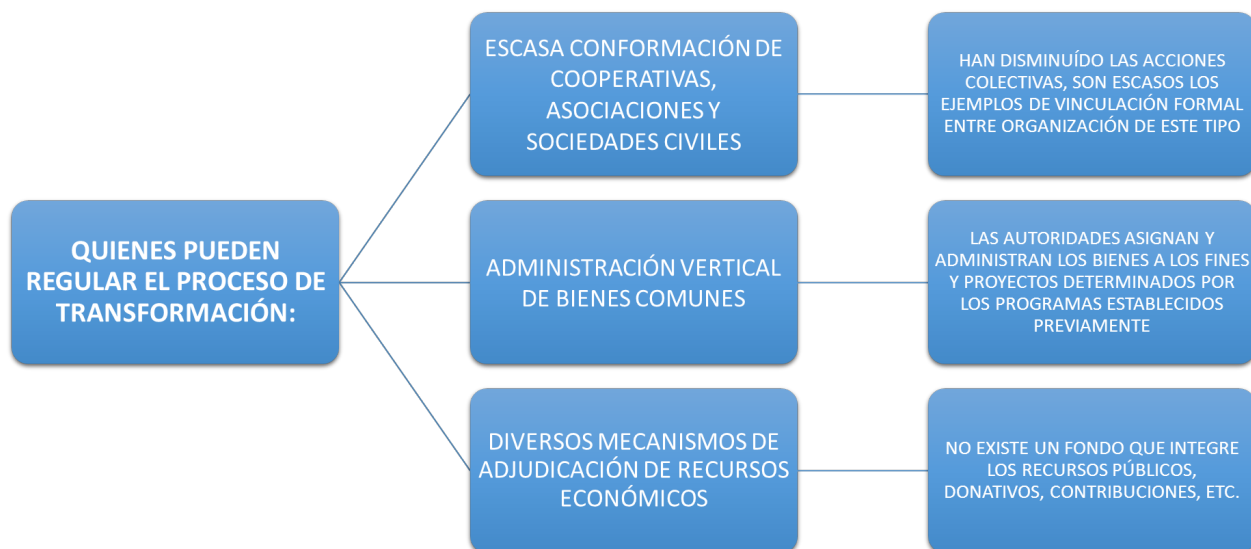 QUIENES PUEDEN
REGULAR EL PROCESO DE
TRANSFORMACIÓN:
ESCASA CONFORMACIÓN DE
COOPERATIVAS,
ASOCIACIONES Y
SOCIEDADES CIVILES
HAN DISMINUÍDO LAS ACCIONES
COLECTIVAS, SON ESCASOS LOS
EJEMPLOS DE VINCULACIÓN FORMAL
ENTRE ORGANIZACIÓN DE ESTE TIPO
ADMINISTRACIÓN VERTICAL
DE BIENES COMUNES
LAS AUTORIDADES ASIGNAN Y
ADMINISTRAN LOS BIENES A LOS FINES
Y PROYECTOS DETERMINADOS POR
LOS PROGRAMAS ESTABLECIDOS
PREVIAMENTE
DIVERSOS MECANISMOS DE
ADJUDICACIÓN DE RECURSOS
ECONÓMICOS
NO EXISTE UN FONDO QUE INTEGRE
LOS RECURSOS PÚBLICOS,
DONATIVOS, CONTRIBUCIONES, ETC.